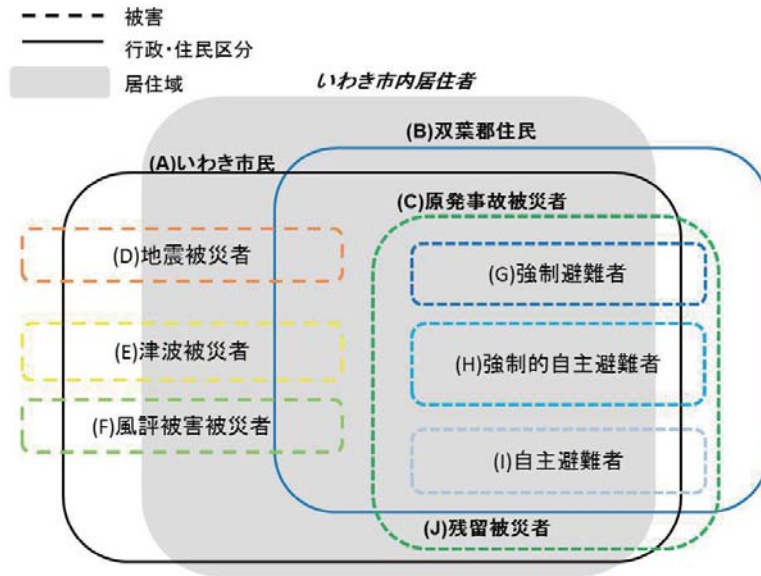 被害
行政・住民区分
居住域
いわき市内居住者
(B)双葉郡住民
(A)いわき市民
(C)原発事故被災者
(D)地震被災者
(G)強制避難者
(E)津波被災者
(H)強制的自主避難者
(F)風評被害被災者
(I)自主避難者
(J)残留被災者